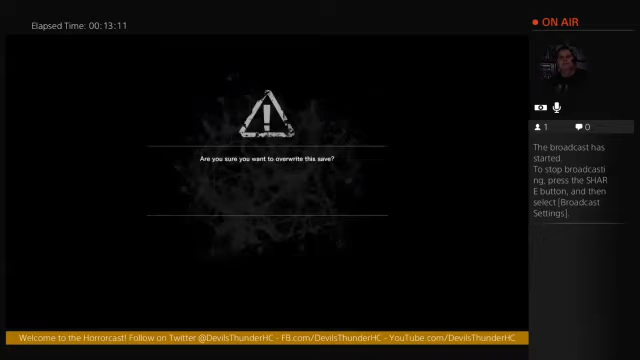 Elapsed Time: 00:13:11
ON AIR
Are you sure you want to overwrite this save?
1
0
The broadcast has
started.
To stop broadcasti
ng, press the SHAR
E button, and then
select [Broadcast
Settings].
Welcome to the Horrorcast! Follow on Twitter @DevilsThunderHC - FB.com/DevilsThunderHC - YouTube.com/DevilsThunderHC